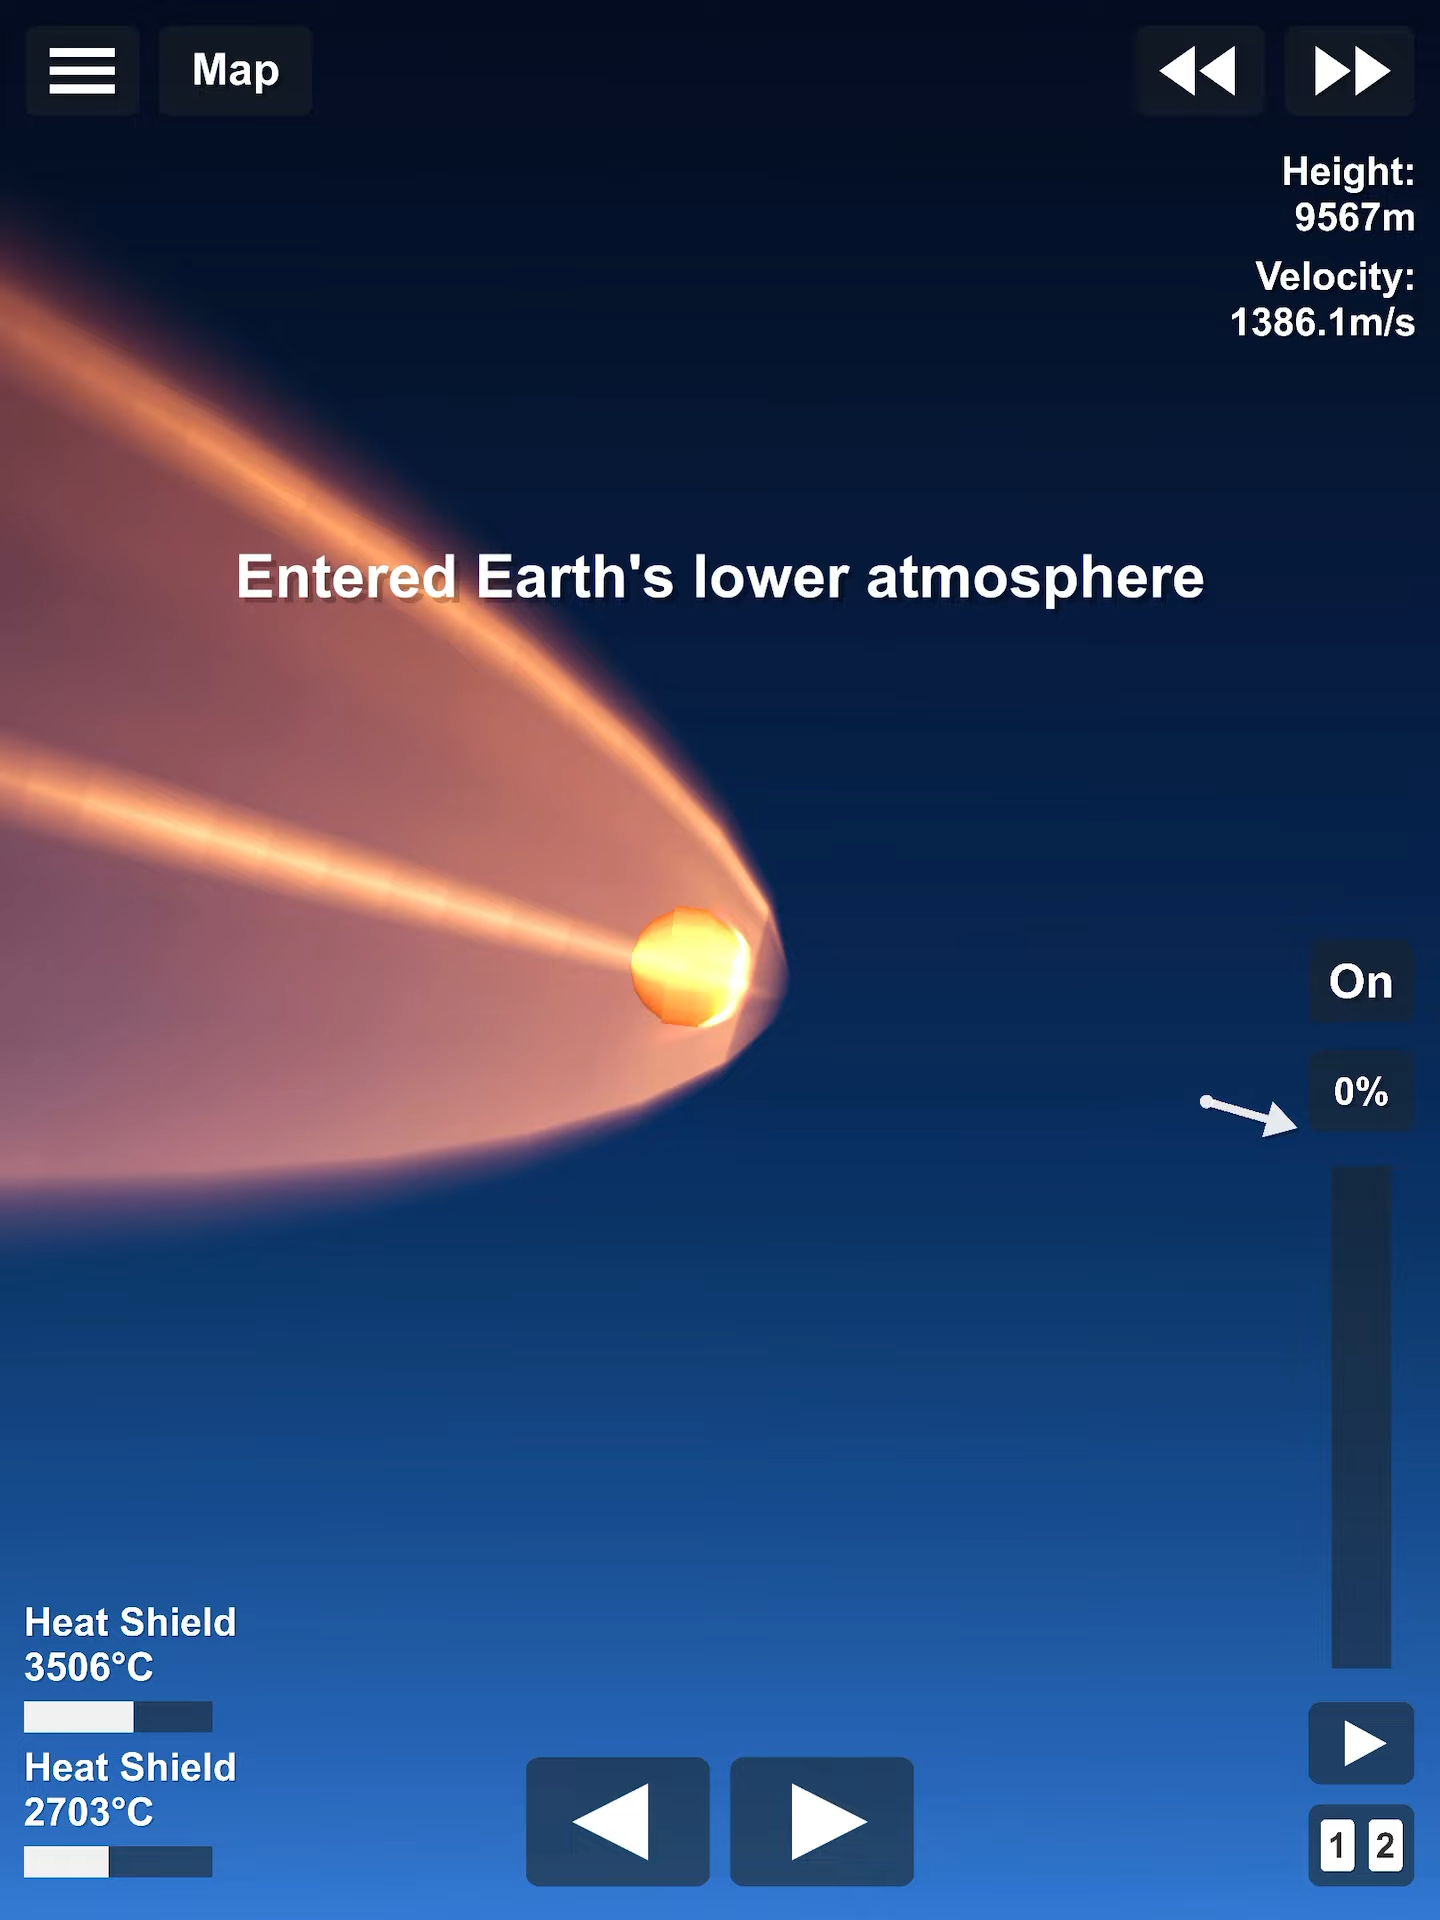 Map
Height:
9567m
Velocity:
1386.1m/s
Entered Earth's lower atmosphere
On
0%
Heat Shield
3506°C
Heat Shield
2703°C
1 2